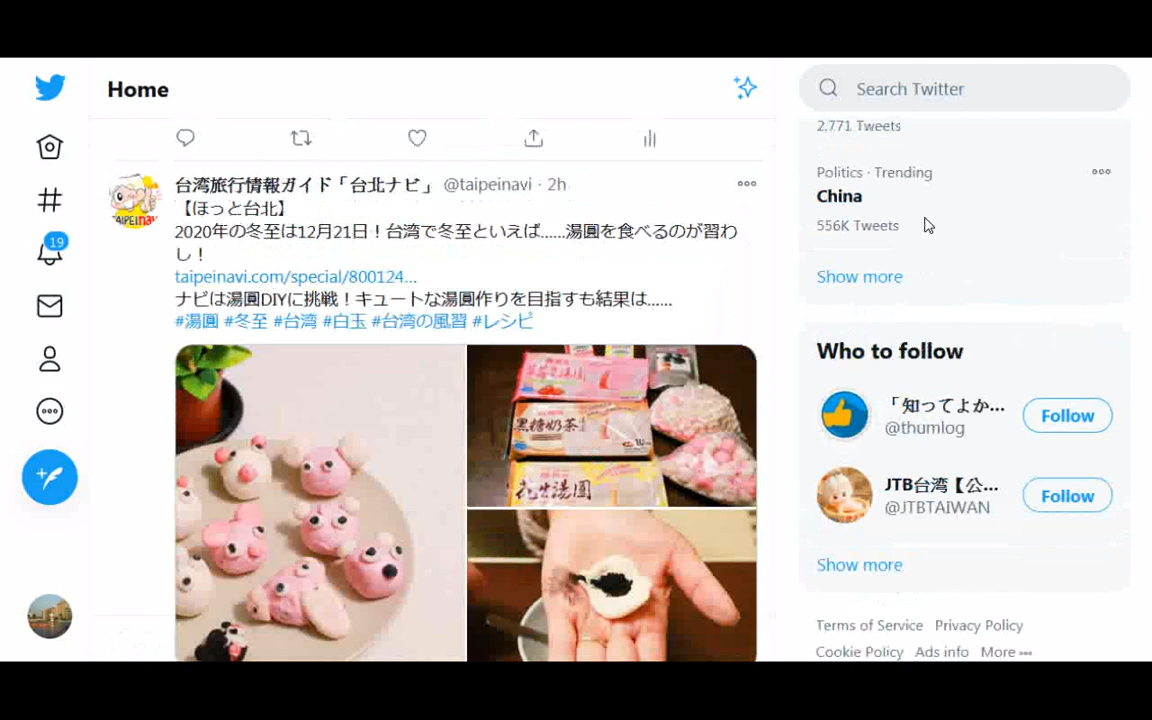 Home
台湾旅行情報ガイド「台北ナビ」 @taipeinavi · 2h
【ほっと台北】
2020年の冬至は12月21日！台湾で冬至といえば......湯圓を食べるのが習わ
し！
taipeinavi.com/special/800124...
ナビは湯圓DIYに挑戦！キュートな湯圓作りを目指すも結果は......
#湯圓 #冬至 #台湾 #白玉 #台湾の風習 #レシピ
黒糖奶茶
花生湯圓
19
Search Twitter
2,771 Tweets
Politics · Trending
China
556K Tweets
Show more
Who to follow
「知ってよか...
@thumlog
Follow
JTB台湾【公...
@JTBTAIWAN
Follow
Show more
Terms of Service Privacy Policy
Cookie Policy Ads info More